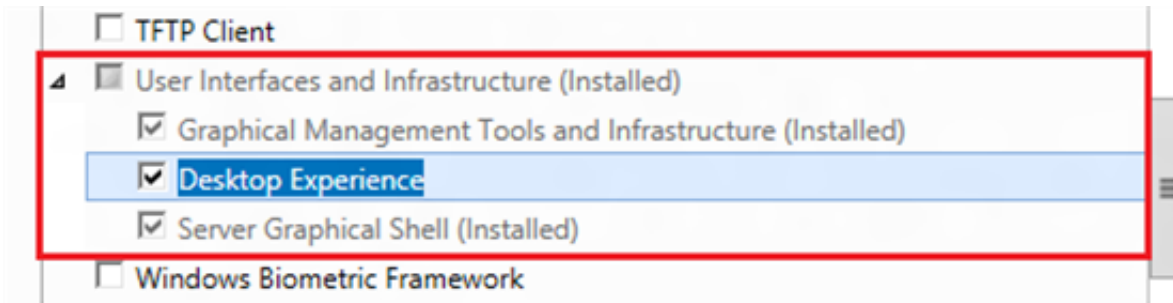 TFTP Client
User Interfaces and Infrastructure (Installed)
Graphical Management Tools and Infrastructure (Installed)
Desktop Experience
Server Graphical Shell (Installed)
Windows Biometric Framework